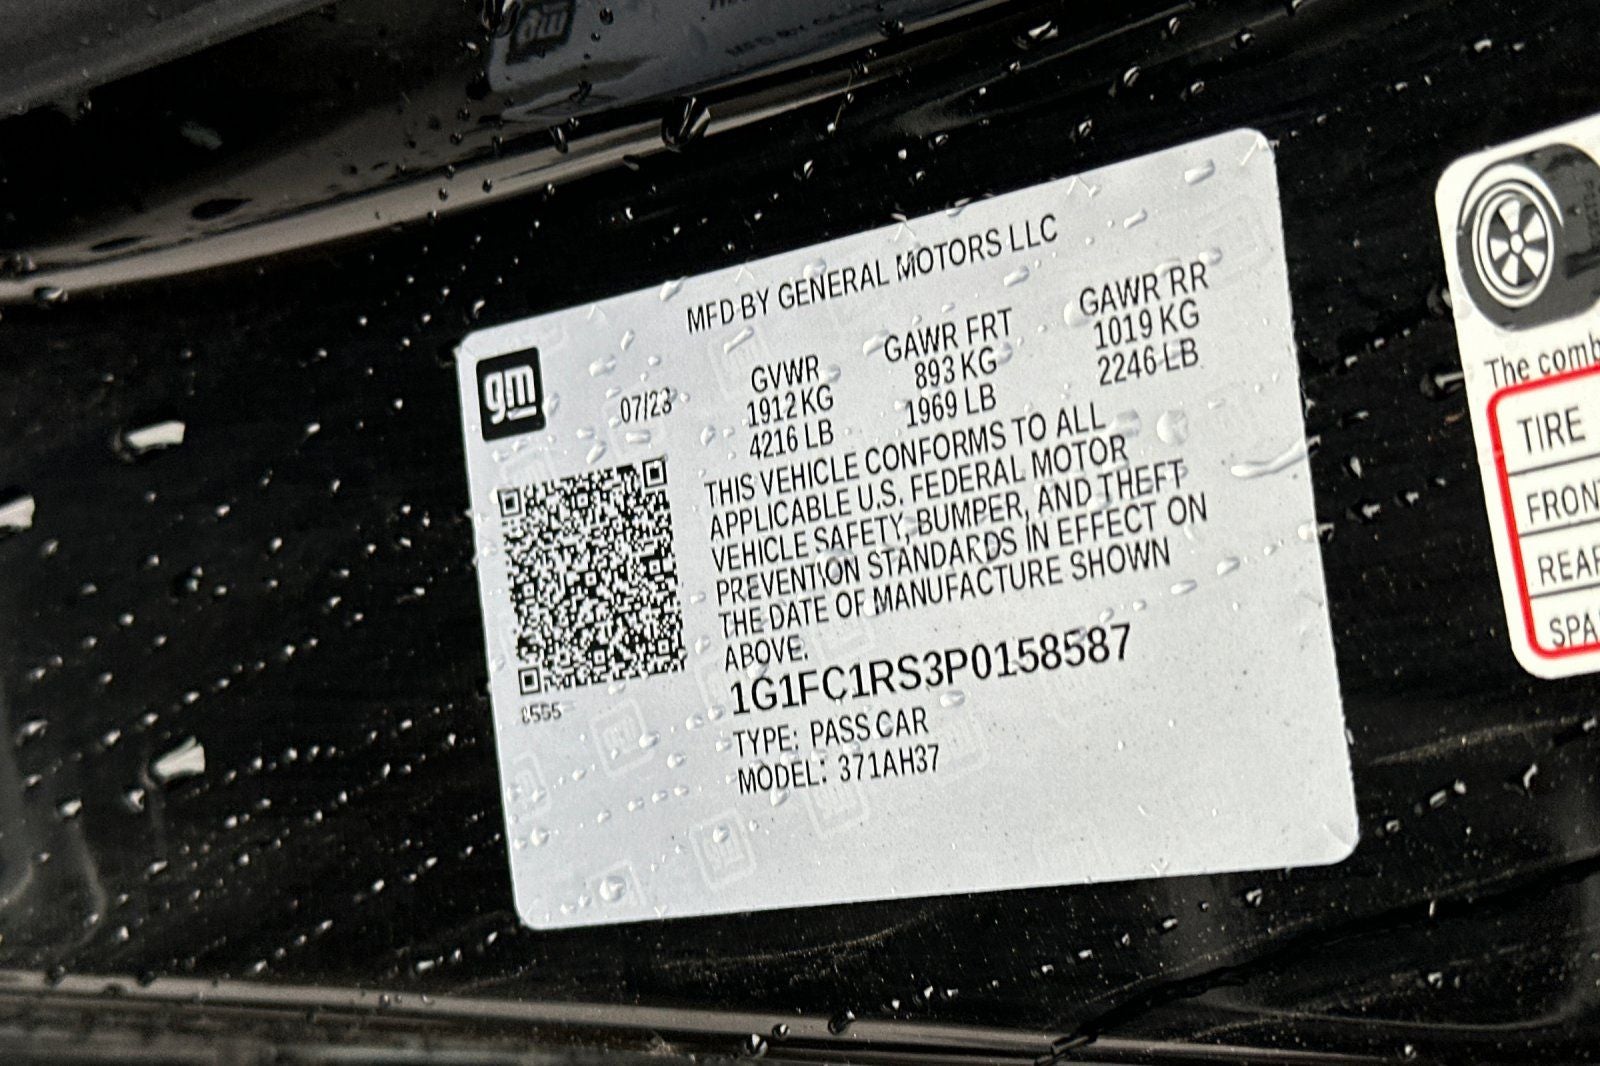 MFD BY GENERAL MOTORS LLC
gm
07/23
GVWR
1912 KG
4216 LB
GAWR FRT
893 KG
1969 LB
GAWR RR
1019 KG
2246 LB
THIS VEHICLE CONFORMS TO ALL
APPLICABLE U.S. FEDERAL MOTOR
VEHICLE SAFETY, BUMPER, AND THEFT
PREVENTION STANDARDS IN EFFECT ON
THE DATE OF MANUFACTURE SHOWN
ABOVE.
1G1FC1RS3P0158587
TYPE: PASS CAR
MODEL: 371AH37
The comb
TIRE
FRONT
REAR
SPA